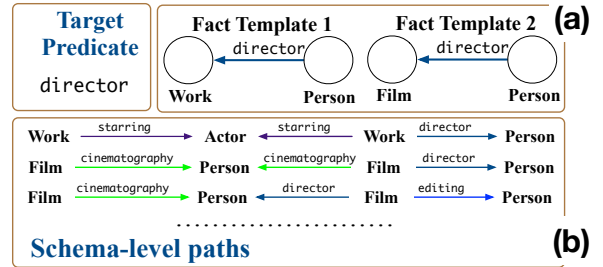 Target
Predicate
director
Fact Template 1
director
Work Person
Fact Template 2
director
Film Person
(a)
Work starring Actor starring Work director Person
Film cinematography Person cinematography Film director Person
Film cinematography Person director Film editing Person
Schema-level paths
(b)